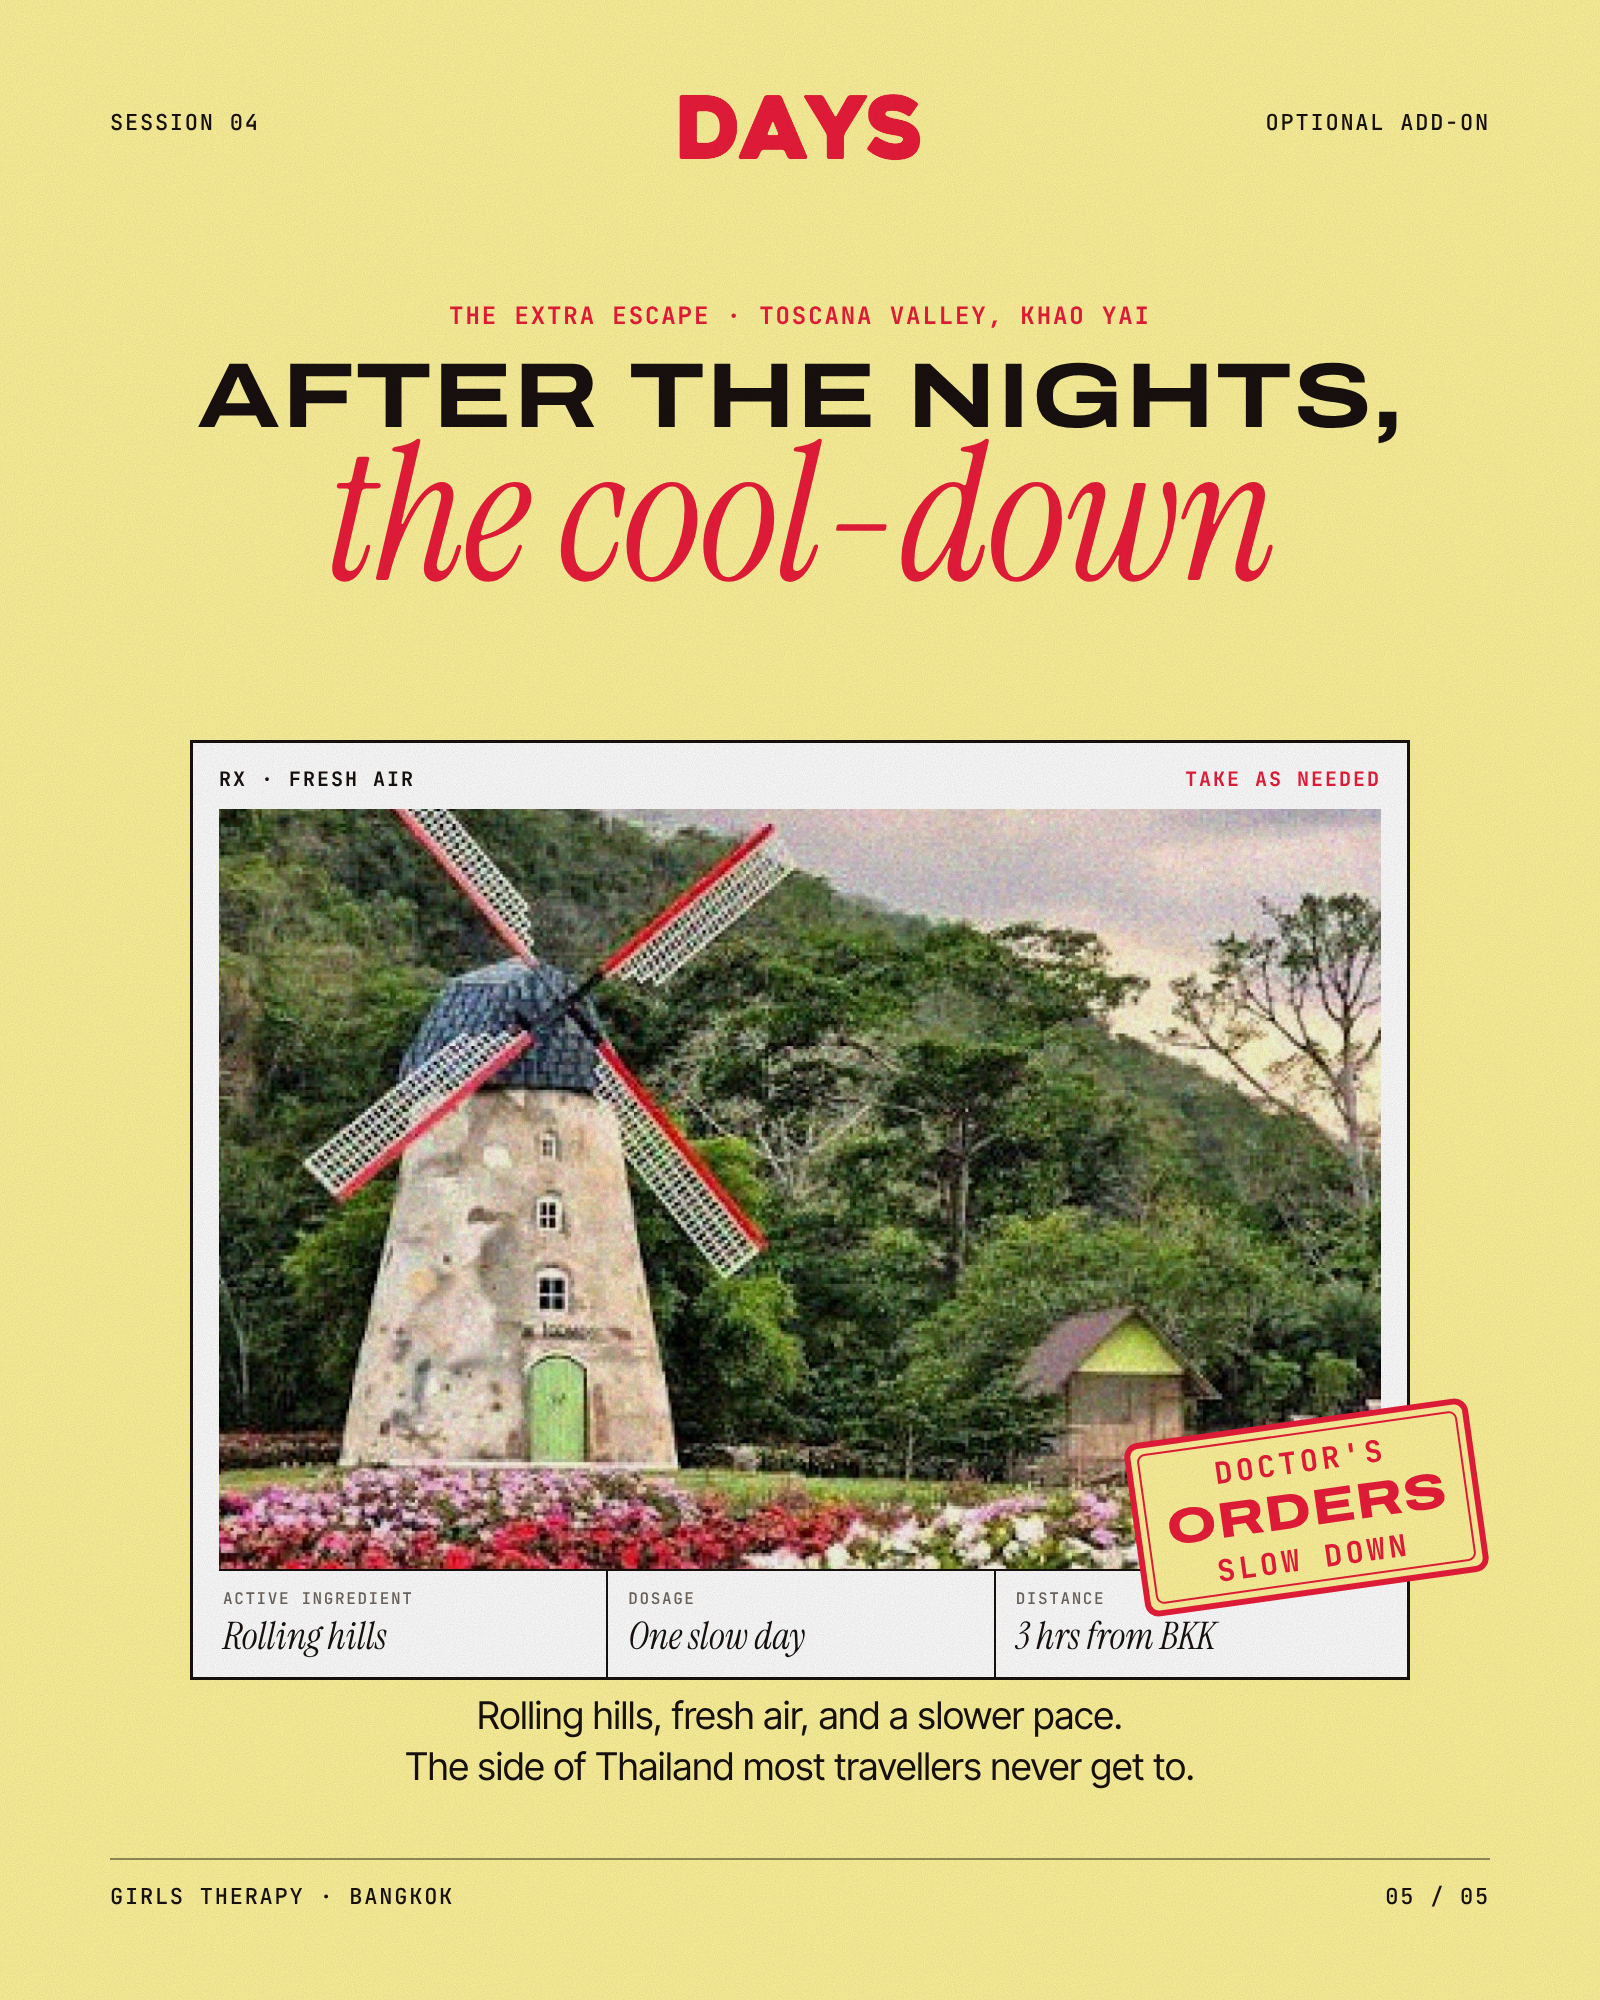 SESSION 04
DAYS
OPTIONAL ADD-ON
THE EXTRA ESCAPE · TOSCANA VALLEY, KHAO YAI
AFTER THE NIGHTS,
the cool-down
RX · FRESH AIR
TAKE AS NEEDED
DOCTOR'S
ORDERS
SLOW DOWN
ACTIVE INGREDIENT
Rolling hills
DOSAGE
One slow day
DISTANCE
3 hrs from BKK
Rolling hills, fresh air, and a slower pace.
The side of Thailand most travellers never get to.
GIRLS THERAPY · BANGKOK
05 / 05